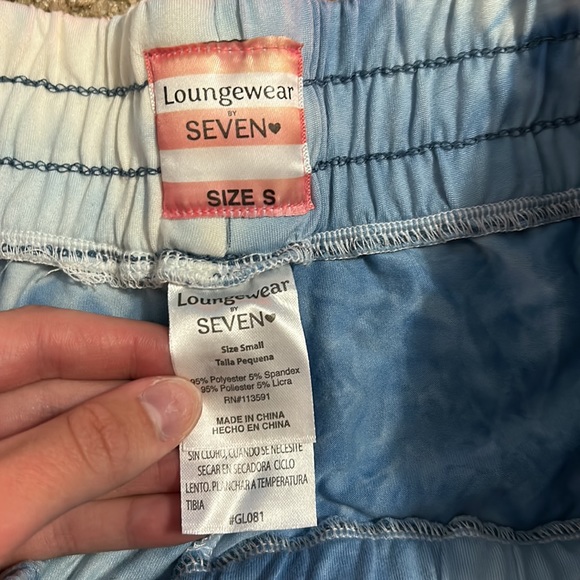 Loungewear
BY
SEVEN♥
SIZE S
Loungewear
BY
SEVEN♥
Size Small
Talla Pequena
95% Polyester 5% Spandex
95% Poliester 5% Licra
RN#113591
MADE IN CHINA
HECHO EN CHINA
SIN CLORO, CUANDO SE NECESITE
SECAR EN SECADORA CICLO
LENTO. PLANCHAR A TEMPERATURA
TIBIA
#GL081